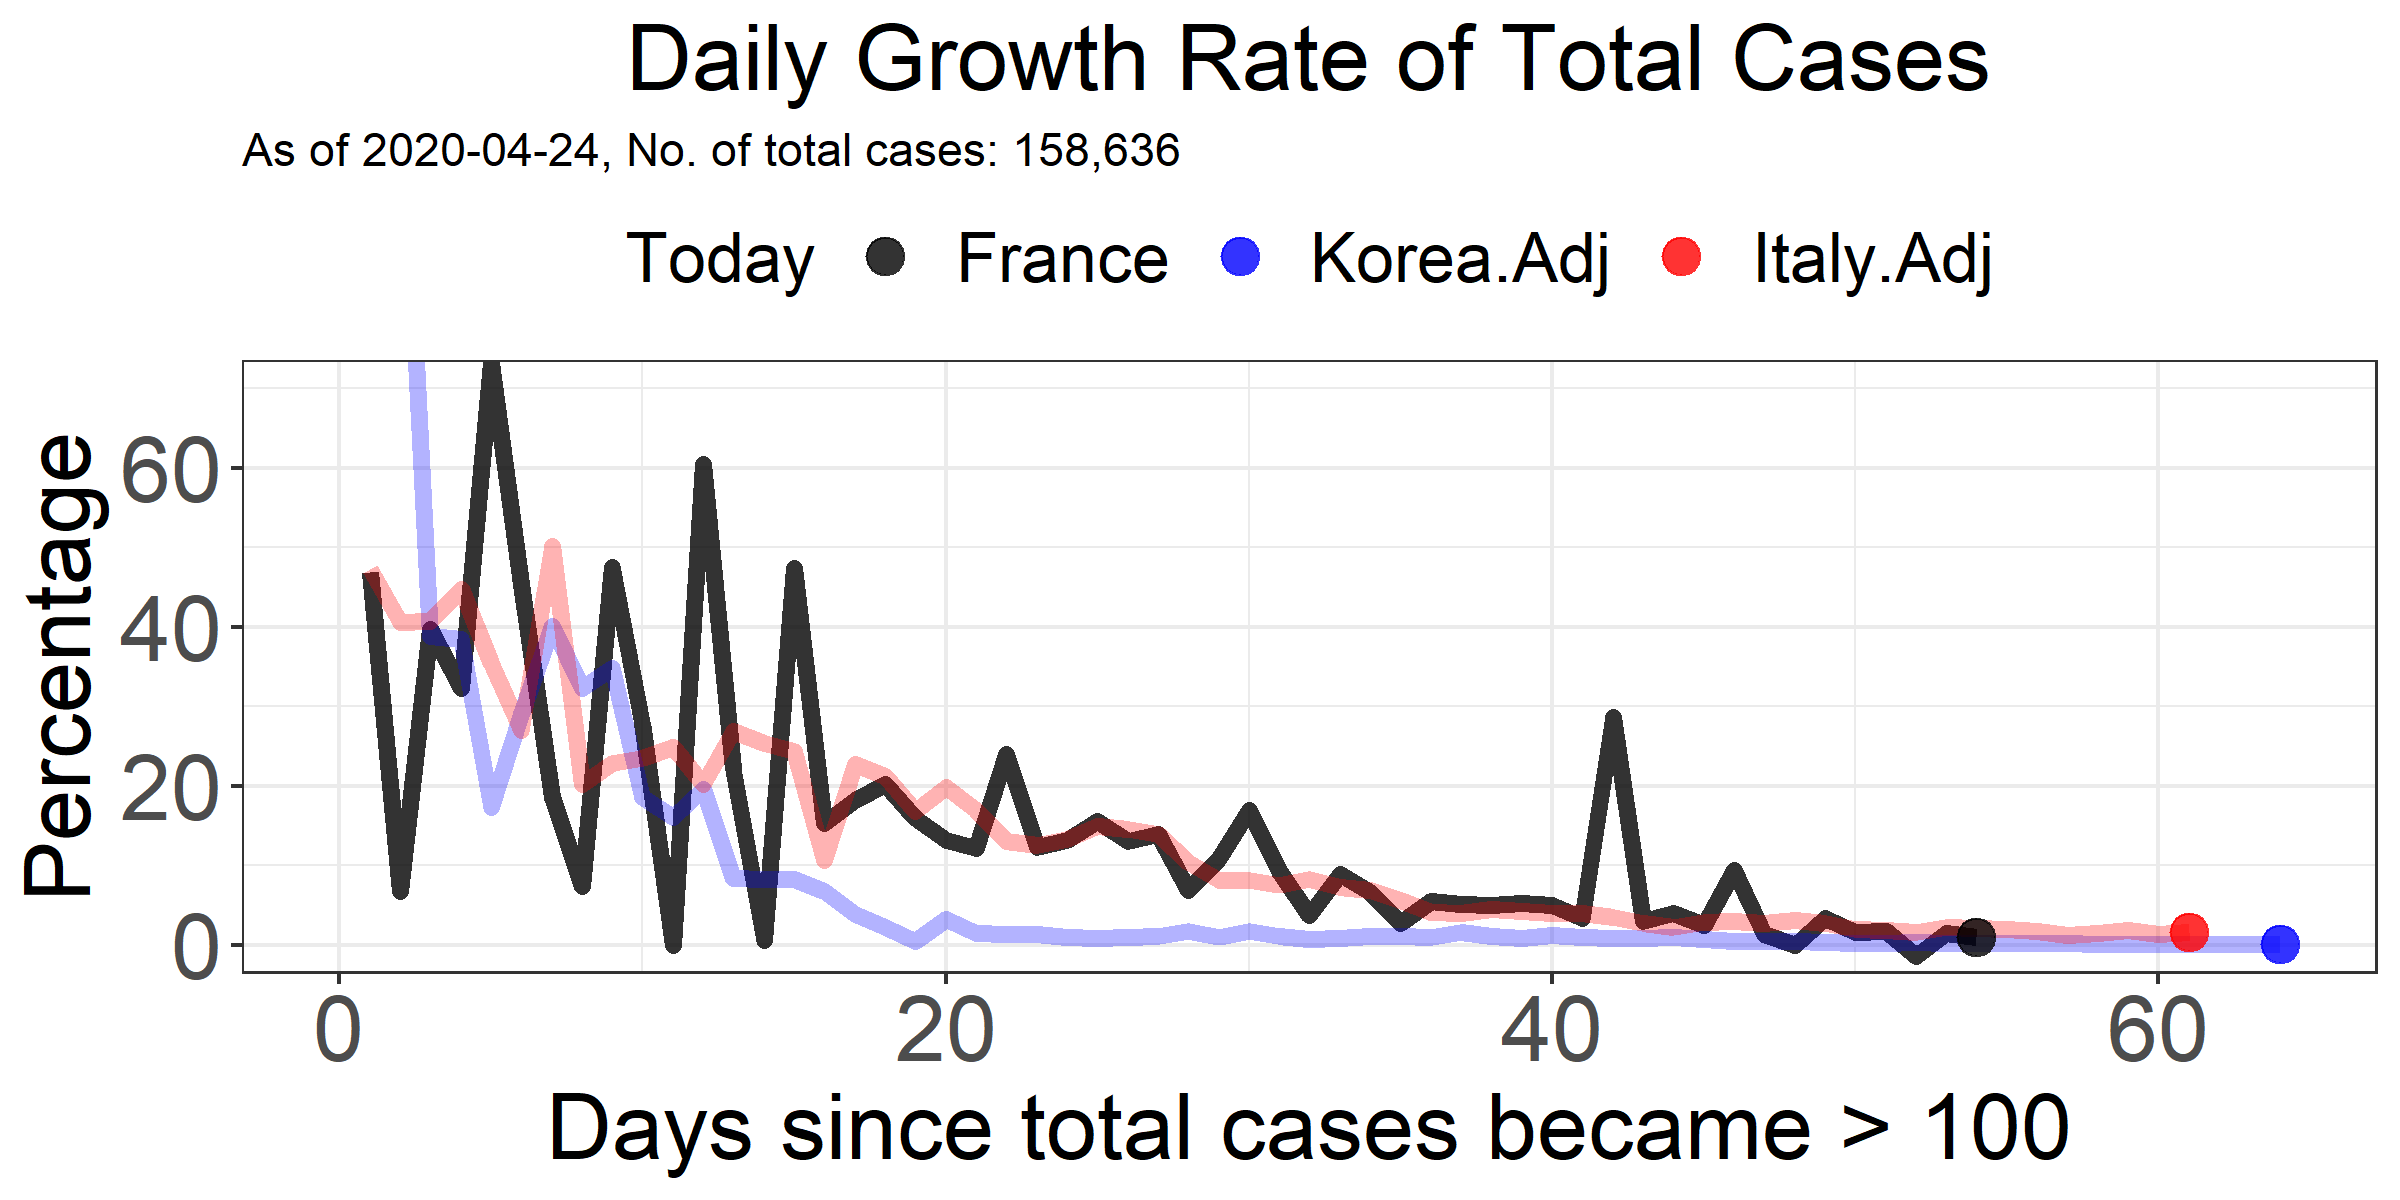 Daily Growth Rate of Total Cases
As of 2020-04-24, No. of total cases: 158,636
Today France Korea.Adj Italy.Adj
Percentage
60
40
20
0
0 20 40 60
Days since total cases became > 100